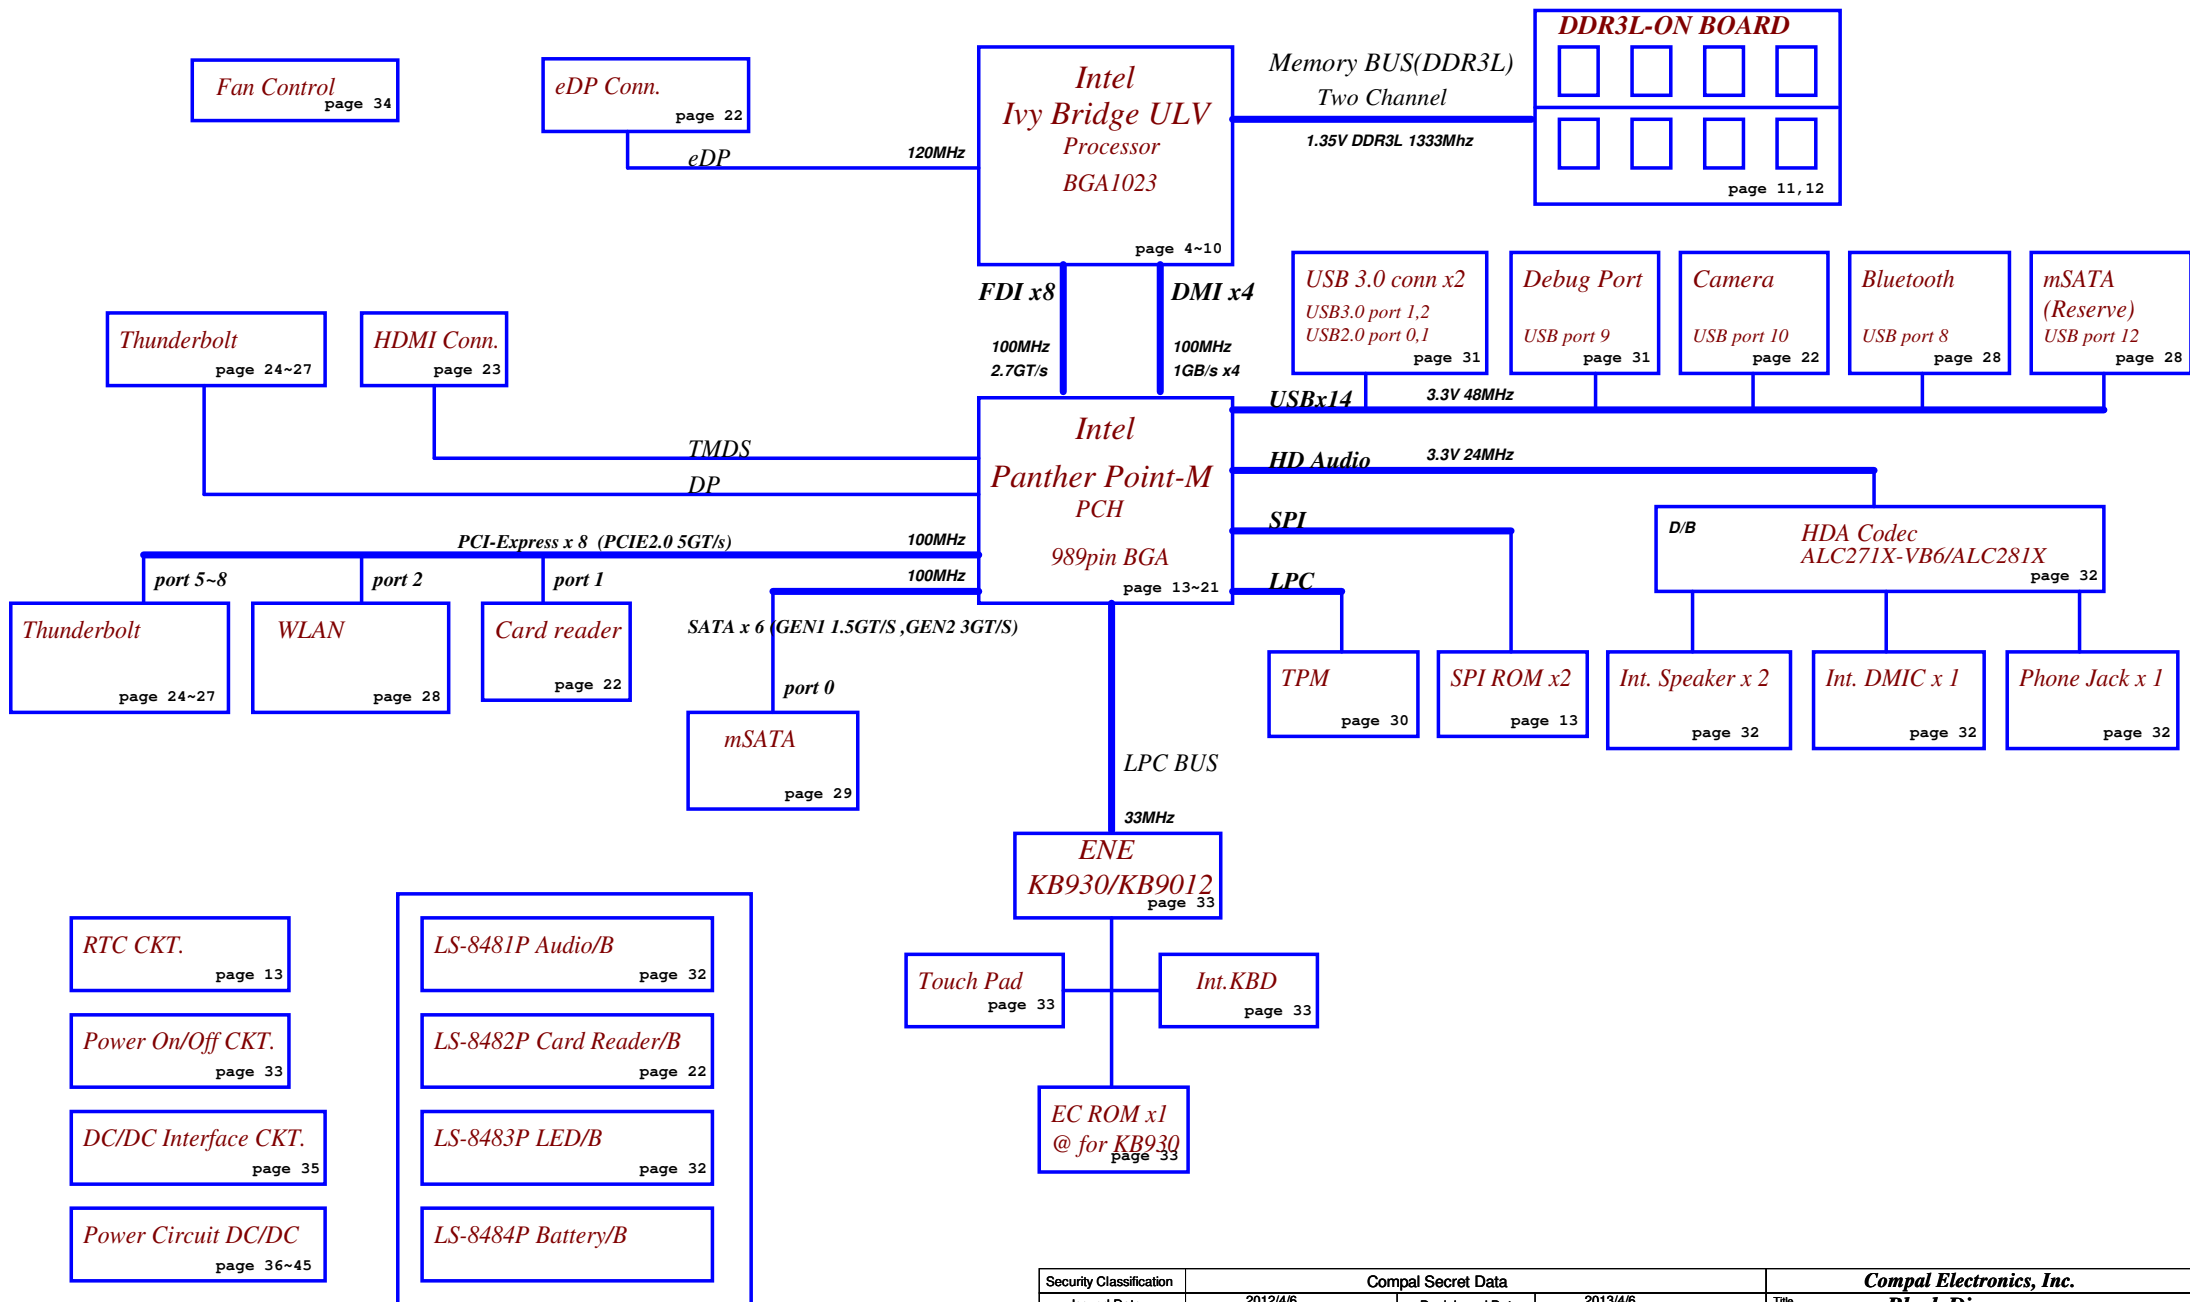 DDR3L-ON BOARD
page 11,12
Fan Control
page 34
eDP Conn.
page 22
eDP
120MHz
Intel
Ivy Bridge ULV
Processor
BGA1023
page 4~10
Memory BUS(DDR3L)
Two Channel
1.35V DDR3L 1333Mhz
FDI x8
DMI x4
100MHz
2.7GT/s
100MHz
1GB/s x4
USB 3.0 conn x2
USB3.0 port 1,2
USB2.0 port 0,1
page 31
Debug Port
USB port 9
page 31
Camera
USB port 10
page 22
Bluetooth
USB port 8
page 28
mSATA
(Reserve)
USB port 12
page 28
Thunderbolt
page 24~27
HDMI Conn.
page 23
TMDS
DP
Intel
Panther Point-M
PCH
989pin BGA
page 13~21
USBx14
3.3V 48MHz
HD Audio
3.3V 24MHz
SPI
LPC
D/B
HDA Codec
ALC271X-VB6/ALC281X
page 32
PCI-Express x 8 (PCIE2.0 5GT/s)
100MHz
100MHz
port 5~8
port 2
port 1
Thunderbolt
page 24~27
WLAN
page 28
Card reader
page 22
SATA x 6 (GEN1 1.5GT/S ,GEN2 3GT/S)
port 0
mSATA
page 29
TPM
page 30
SPI ROM x2
page 13
Int. Speaker x 2
page 32
Int. DMIC x 1
page 32
Phone Jack x 1
page 32
LPC BUS
33MHz
ENE
KB930/KB9012
page 33
Touch Pad
page 33
Int.KBD
page 33
EC ROM x1
@ for KB930
page 33
RTC CKT.
page 13
Power On/Off CKT.
page 33
DC/DC Interface CKT.
page 35
Power Circuit DC/DC
page 36~45
LS-8481P Audio/B
page 32
LS-8482P Card Reader/B
page 22
LS-8483P LED/B
page 32
LS-8484P Battery/B
Security Classification
Compal Secret Data
Compal Electronics, Inc.
2012/4/6
2013/4/6
Title